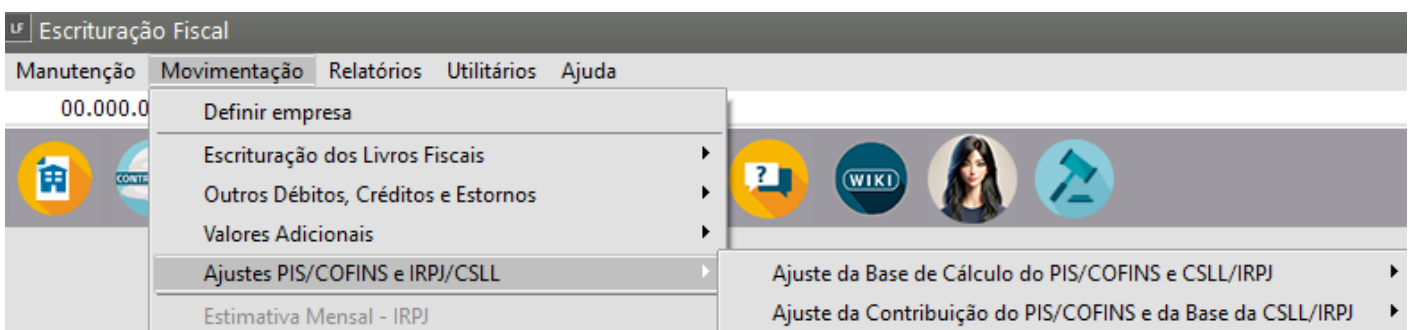 LF Escrituração Fiscal
Manutenção Movimentação Relatórios Utilitários Ajuda
00.000.0
Definir empresa
Escrituração dos Livros Fiscais
Outros Débitos, Créditos e Estornos
Valores Adicionais
Ajustes PIS/COFINS e IRPJ/CSLL
Estimativa Mensal - IRPJ
CONTR
?
WIKI
Ajuste da Base de Cálculo do PIS/COFINS e CSLL/IRPJ
Ajuste da Contribuição do PIS/COFINS e da Base da CSLL/IRPJ